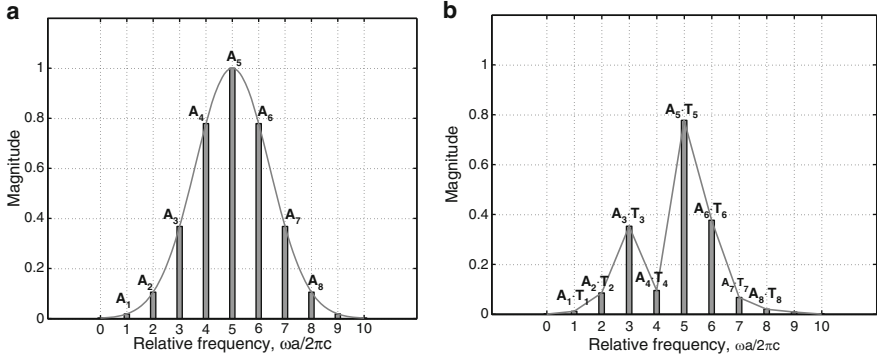 a
Magnitude
1
0.8
0.6
0.4
0.2
0
A₁
A₂
A₃
A₄
A₅
A₆
A₇
A₈
0 1 2 3 4 5 6 7 8 9 10
Relative frequency, ωa/2πc
b
Magnitude
1
0.8
0.6
0.4
0.2
0
A₁·T₁
A₂·T₂
A₃·T₃
A₄·T₄
A₅·T₅
A₆·T₆
A₇·T₇
A₈·T₈
0 1 2 3 4 5 6 7 8 9 10
Relative frequency, ωa/2πc